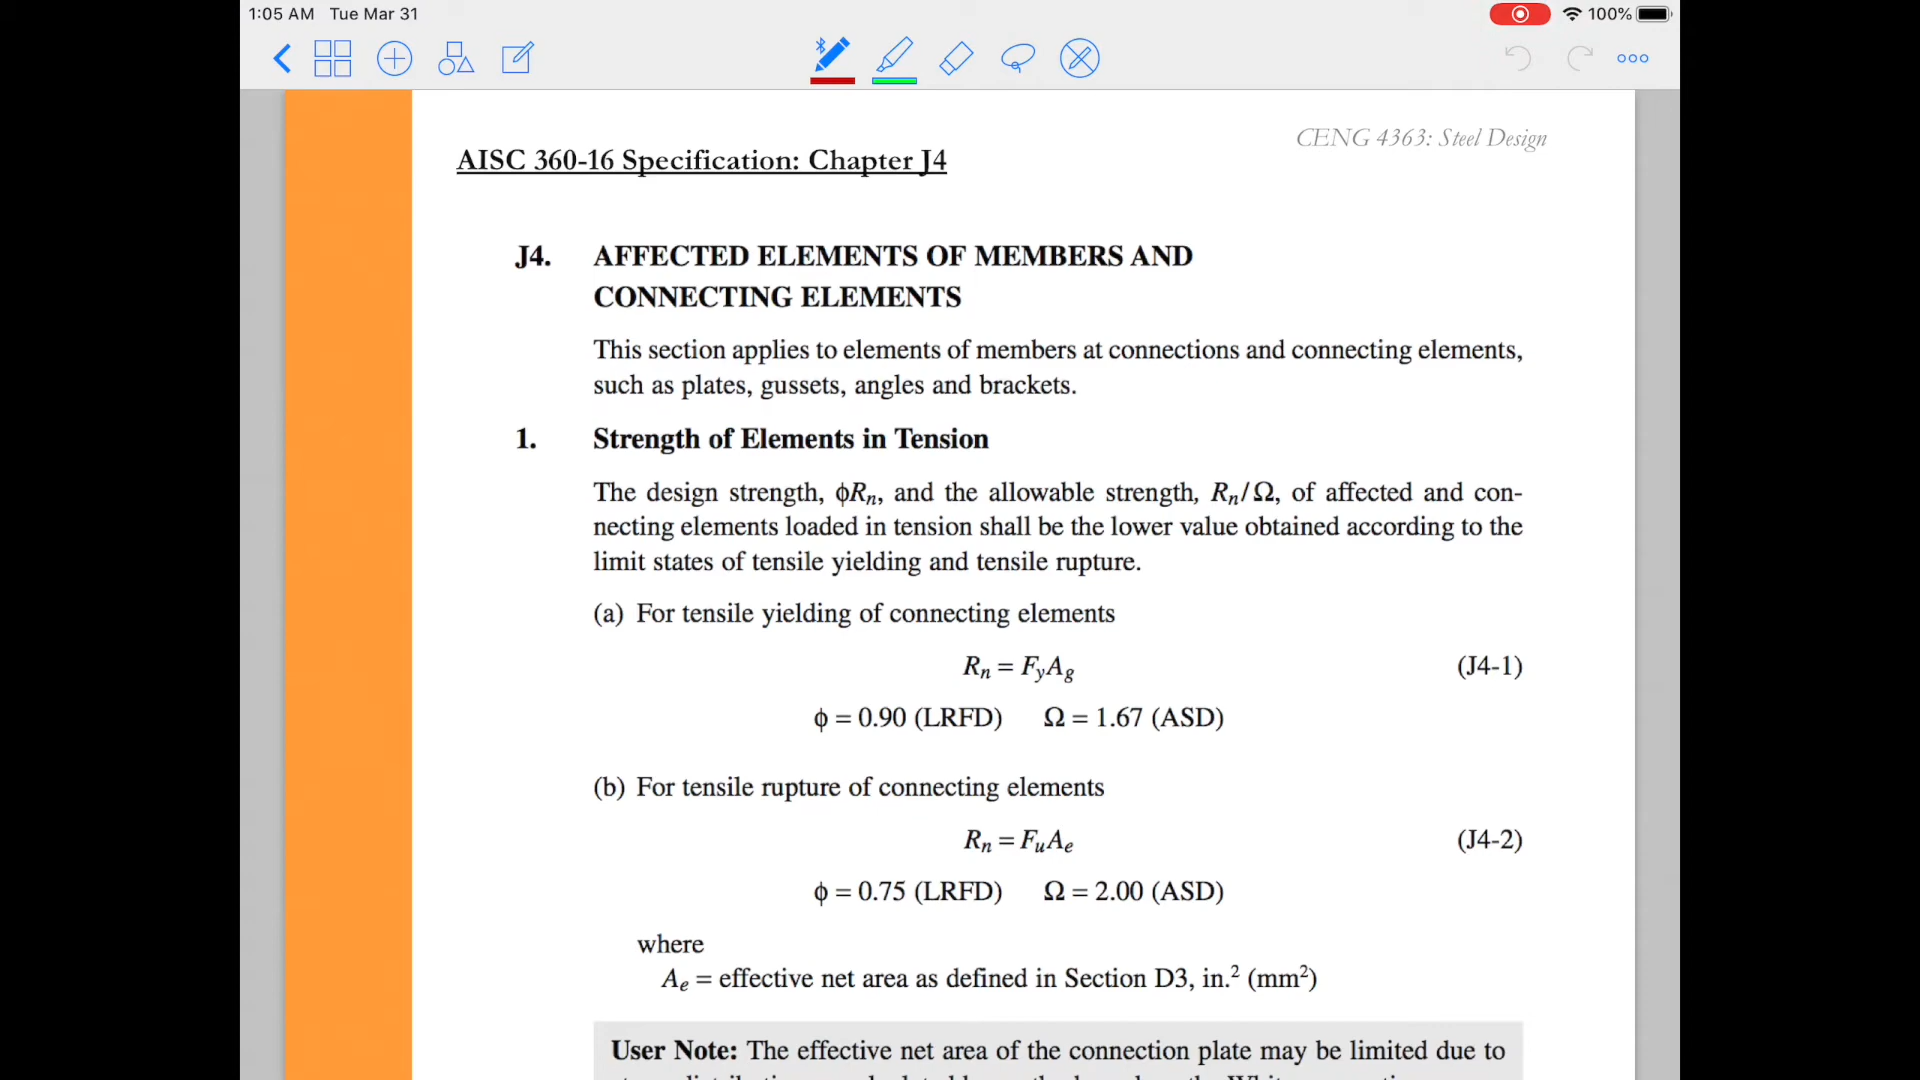 1:05 AM Tue Mar 31
100%
CENG 4363: Steel Design
AISC 360-16 Specification: Chapter J4
J4. AFFECTED ELEMENTS OF MEMBERS AND
CONNECTING ELEMENTS
This section applies to elements of members at connections and connecting elements,
such as plates, gussets, angles and brackets.
1. Strength of Elements in Tension
The design strength, ϕRₙ, and the allowable strength, Rₙ/Ω, of affected and con-
necting elements loaded in tension shall be the lower value obtained according to the
limit states of tensile yielding and tensile rupture.
(a) For tensile yielding of connecting elements
Rₙ = F_yA_g (J4-1)
ϕ = 0.90 (LRFD) Ω = 1.67 (ASD)
(b) For tensile rupture of connecting elements
Rₙ = FᵤAₑ (J4-2)
ϕ = 0.75 (LRFD) Ω = 2.00 (ASD)
where
Aₑ = effective net area as defined in Section D3, in.² (mm²)
User Note: The effective net area of the connection plate may be limited due to